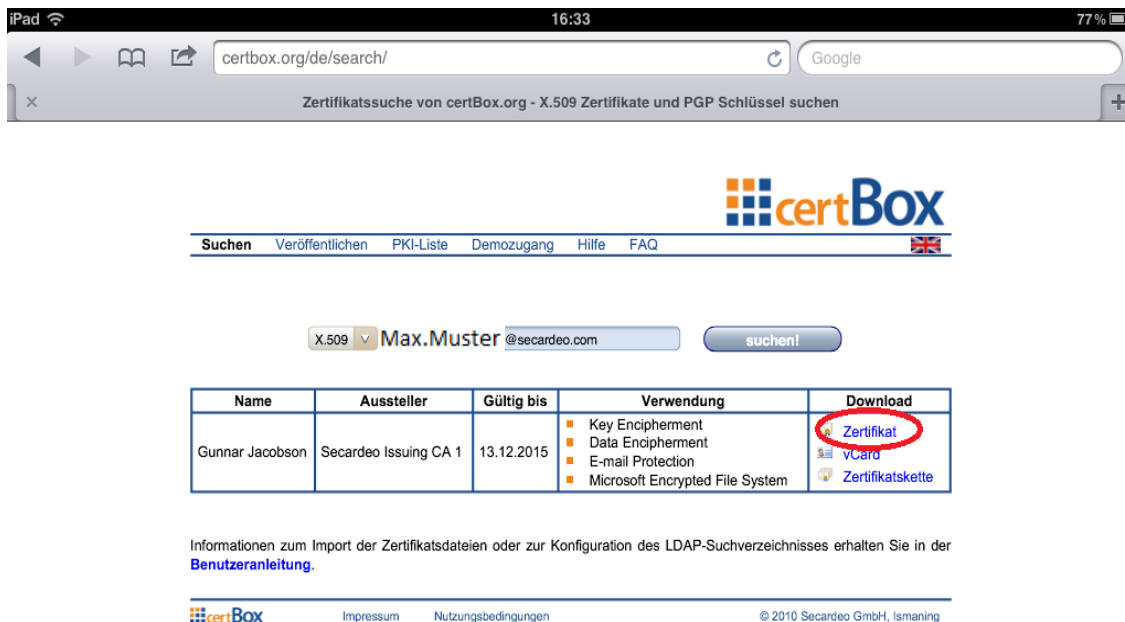 iPad 16:33 77 %
certbox.org/de/search/ Google
Zertifikatssuche von certBox.org - X.509 Zertifikate und PGP Schlüssel suchen
certBox
Suchen Veröffentlichen PKI-Liste Demozugang Hilfe FAQ
X.509 Max.Muster @secardeo.com suchen!
Name Aussteller Gültig bis Verwendung Download
Gunnar Jacobson Secardeo Issuing CA 1 13.12.2015
Key Encipherment
Data Encipherment
E-mail Protection
Microsoft Encrypted File System
Zertifikat
vCard
Zertifikatskette
Informationen zum Import der Zertifikatsdateien oder zur Konfiguration des LDAP-Suchverzeichnisses erhalten Sie in der
Benutzeranleitung.
certBox Impressum Nutzungsbedingungen © 2010 Secardeo GmbH, Ismaning